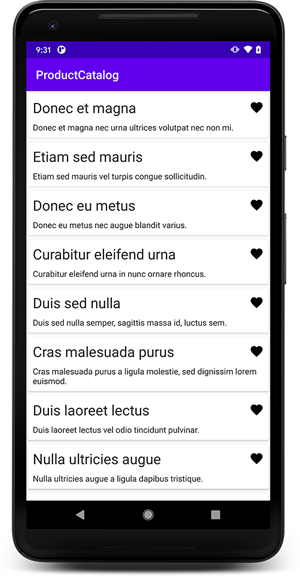 9:31
ProductCatalog
Donec et magna
Donec et magna nec urna ultrices volutpat nec non mi.
Etiam sed mauris
Etiam sed mauris vel turpis congue sollicitudin.
Donec eu metus
Donec eu metus nec augue blandit varius.
Curabitur eleifend urna
Curabitur eleifend urna in nunc ornare rhoncus.
Duis sed nulla
Duis sed nulla semper, sagittis massa id, luctus sem.
Cras malesuada purus
Cras malesuada purus a ligula molestie, sed dignissim lorem
euismod.
Duis laoreet lectus
Duis laoreet lectus vel odio tincidunt pulvinar.
Nulla ultricies augue
Nulla ultricies augue a ligula dapibus tristique.